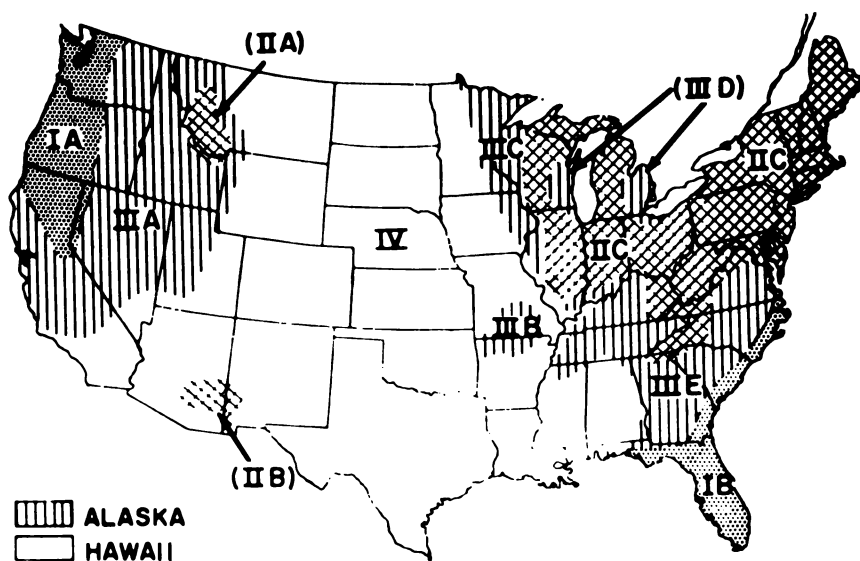 (IIA)
(IIID)
IA
IIIC
IIC
IIIA
IV
IIC
IIIB
IIIE
(IIB)
IB
ALASKA
HAWAII